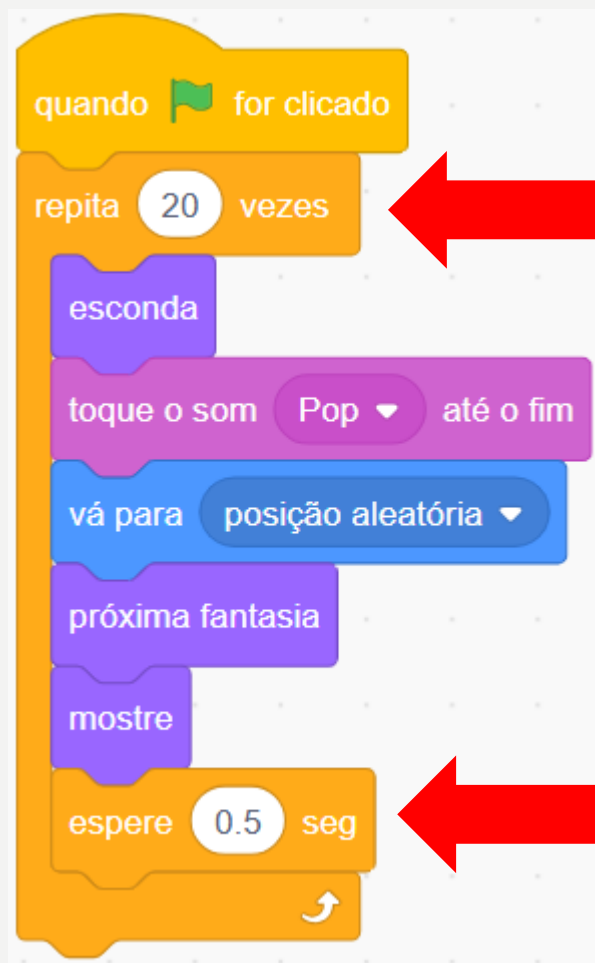 quando for clicado
repita 20 vezes
esconda
toque o som Pop até o fim
vá para posição aleatória
próxima fantasia
mostre
espere 0.5 seg